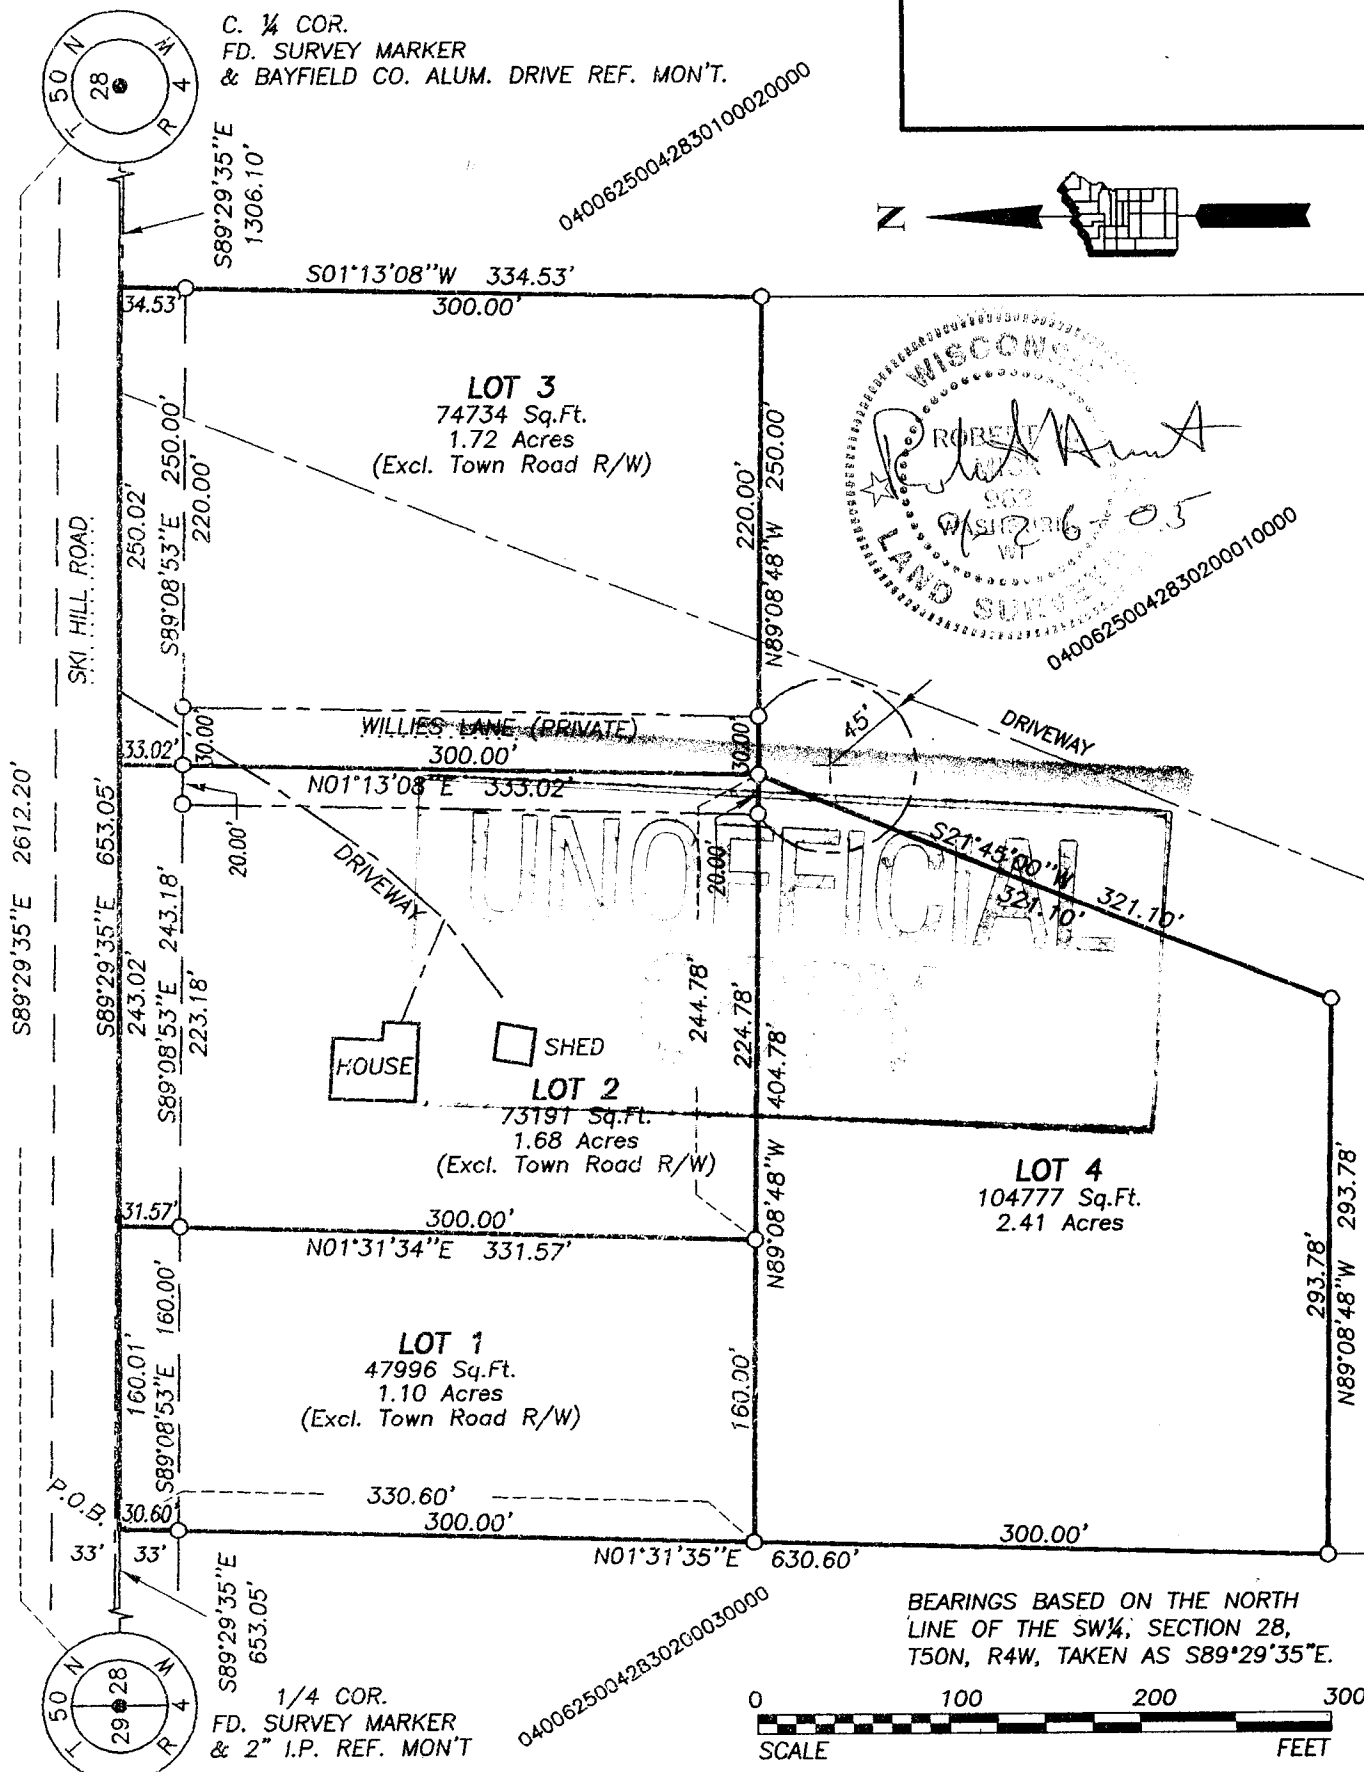 C. ¼ COR.
FD. SURVEY MARKER
& BAYFIELD CO. ALUM. DRIVE REF. MON'T.
T 50 N
R 4 W
28
S89°29'35"E
1306.10'
0400625004283010002​0000
N
S01°13'08"W 334.53'
34.53'
300.00'
LOT 3
74734 Sq.Ft.
1.72 Acres
(Excl. Town Road R/W)
250.02'
S89°08'53"E 250.00'
220.00'
220.00'
N89°08'48"W 250.00'
WISCONS
ROBERT
962
WI
LAND
04006250042830200010000
SKI HILL ROAD
S89°29'35"E 2612.20'
S89°29'35"E 653.05'
WILLIES LANE (PRIVATE)
33.02'
30.00'
300.00'
30.00'
N01°13'08"E 333.02'
20.00'
20.00'
45'
DRIVEWAY
DRIVEWAY
UNOFFICIAL
COPY
S21°45'00"W
321.10'
321.10'
243.02'
S89°08'53"E 243.18'
223.18'
244.78'
224.78'
N89°08'48"W 404.78'
HOUSE
SHED
LOT 2
73191 Sq.Ft.
1.68 Acres
(Excl. Town Road R/W)
LOT 4
104777 Sq.Ft.
2.41 Acres
293.78'
N89°08'48"W 293.78'
31.57'
300.00'
N01°31'34"E 331.57'
160.01'
S89°08'53"E 160.00'
LOT 1
47996 Sq.Ft.
1.10 Acres
(Excl. Town Road R/W)
160.00'
P.O.B.
30.60'
330.60'
300.00'
300.00'
N01°31'35"E 630.60'
33'
33'
S89°29'35"E
653.05'
04006250042830200030000
BEARINGS BASED ON THE NORTH
LINE OF THE SW¼, SECTION 28,
T50N, R4W, TAKEN AS S89°29'35"E.
T 50 N
R 4 W
29 28
1/4 COR.
FD. SURVEY MARKER
& 2" I.P. REF. MON'T
0 100 200 300
SCALE FEET